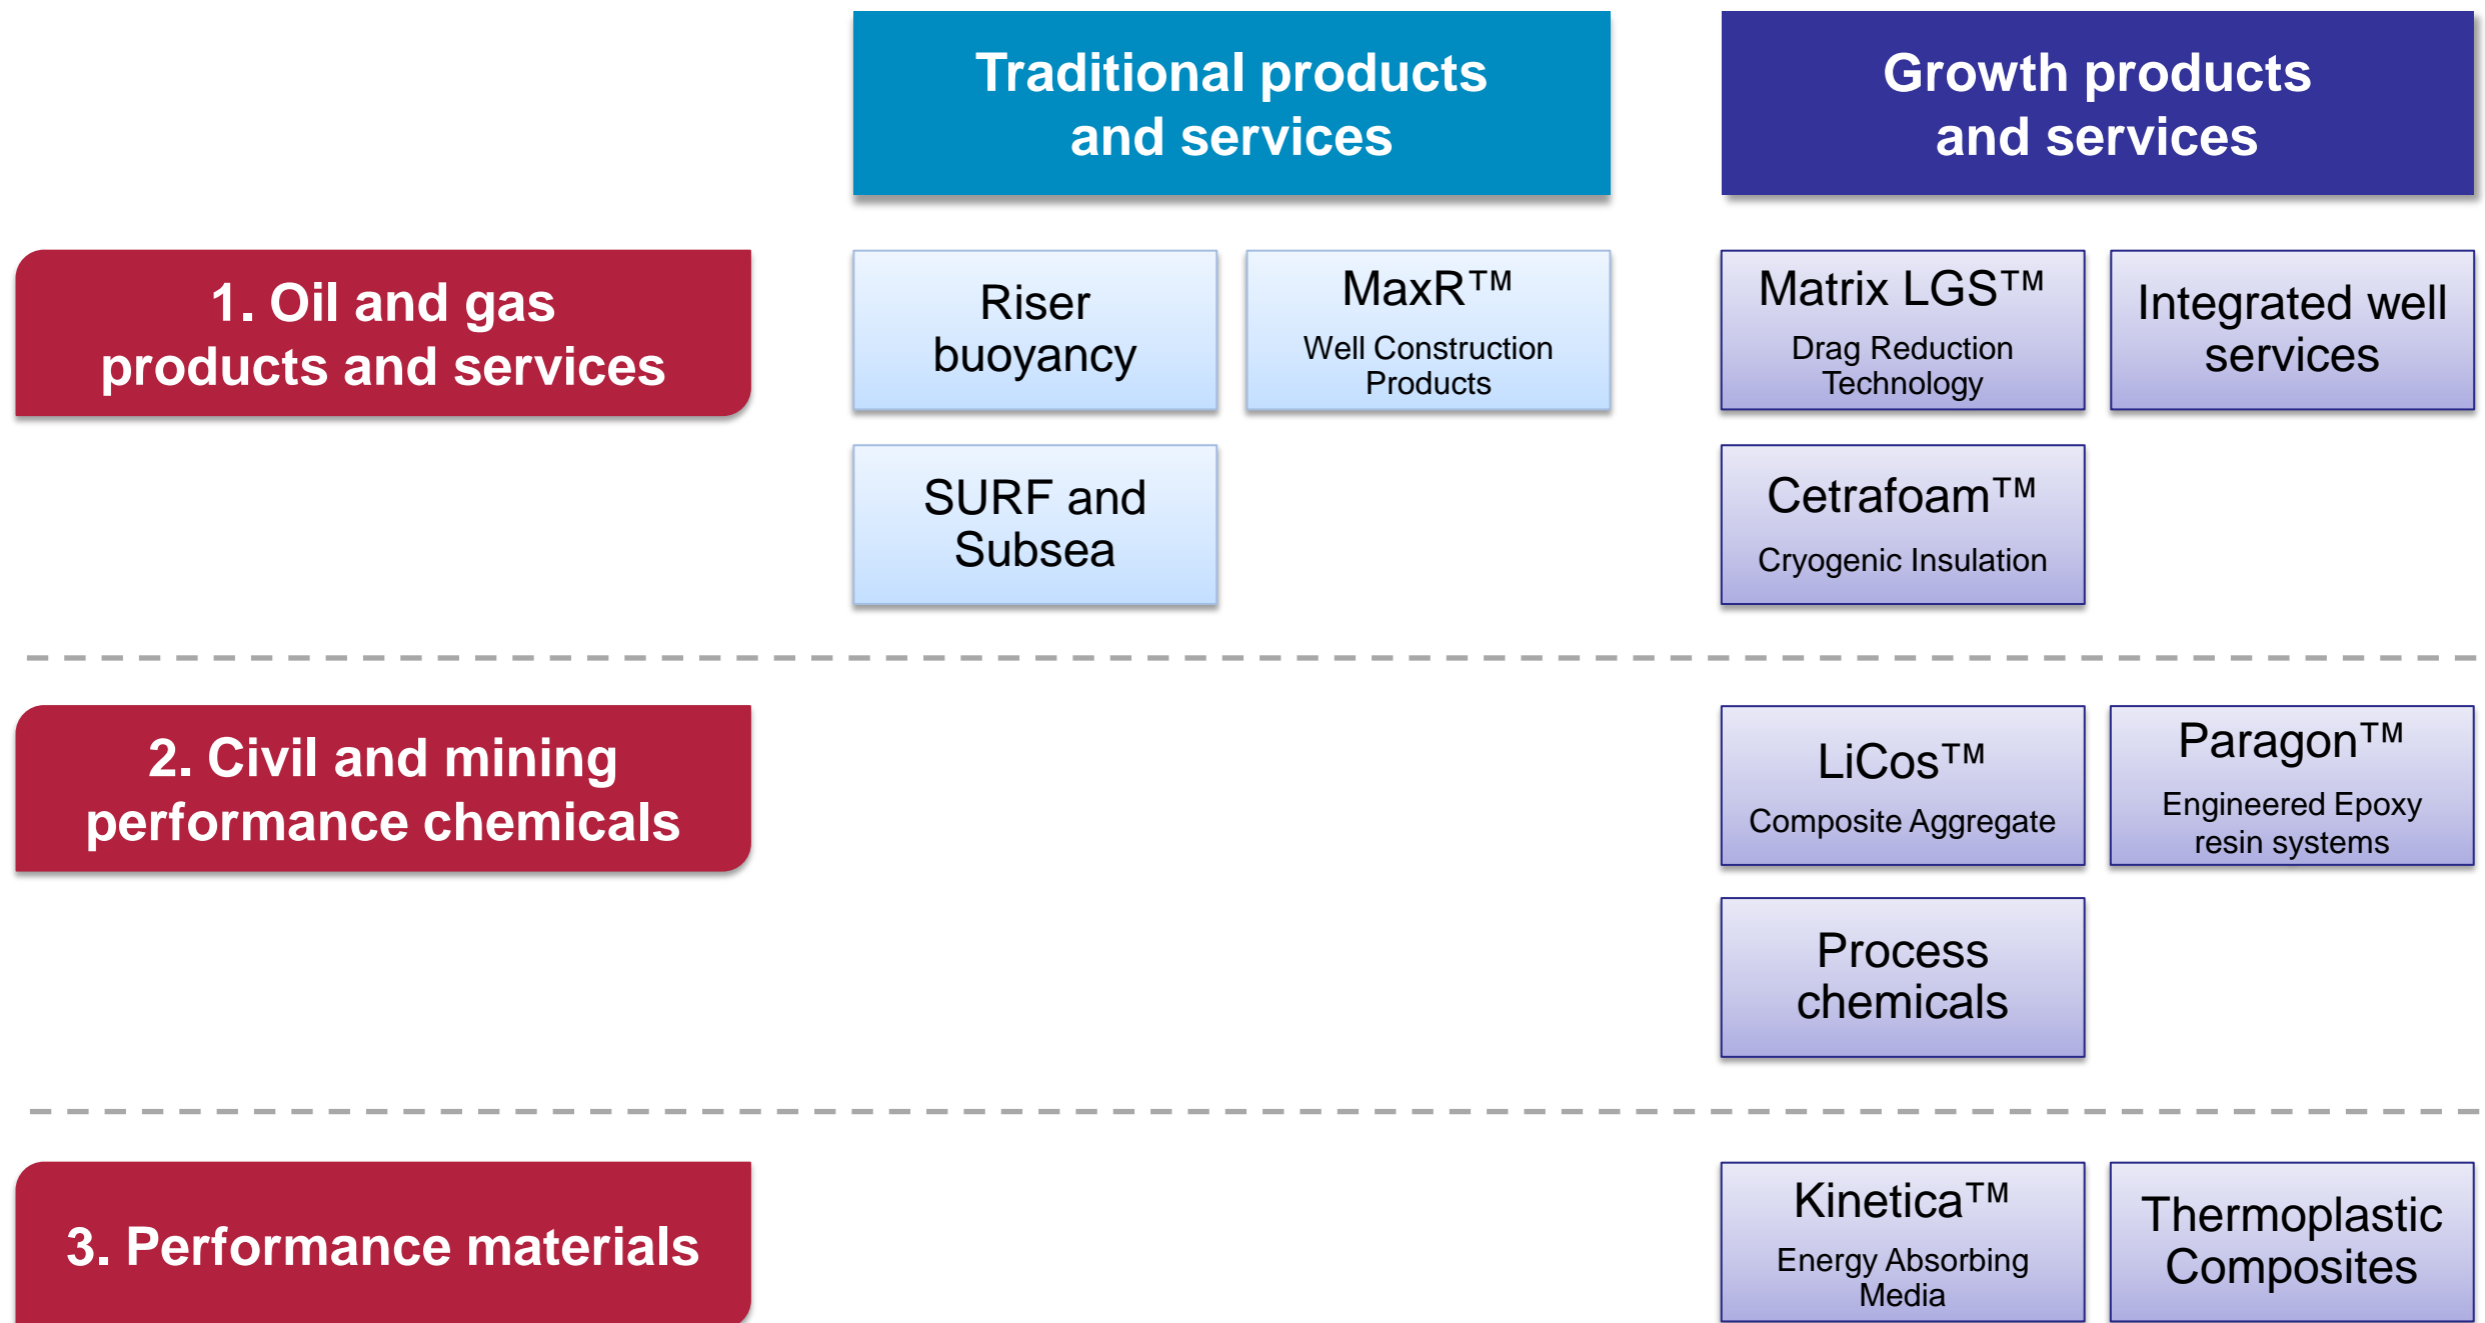 Traditional products
and services
Growth products
and services
1. Oil and gas
products and services
Riser
buoyancy
MaxR™
Well Construction
Products
Matrix LGS™
Drag Reduction
Technology
Integrated well
services
SURF and
Subsea
Cetrafoam™
Cryogenic Insulation
2. Civil and mining
performance chemicals
LiCos™
Composite Aggregate
Paragon™
Engineered Epoxy
resin systems
Process
chemicals
3. Performance materials
Kinetica™
Energy Absorbing
Media
Thermoplastic
Composites